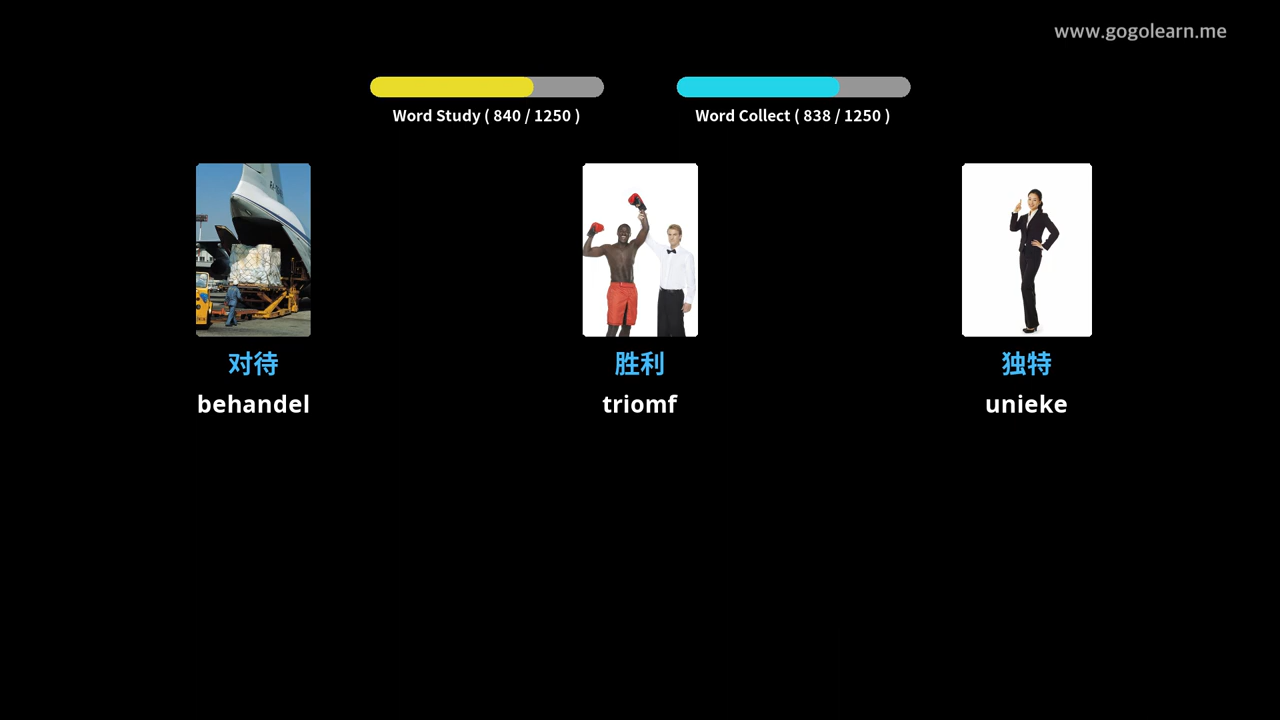 www.gogolearn.me
Word Study ( 840 / 1250 )
Word Collect ( 838 / 1250 )
对待
胜利
独特
behandel
triomf
unieke